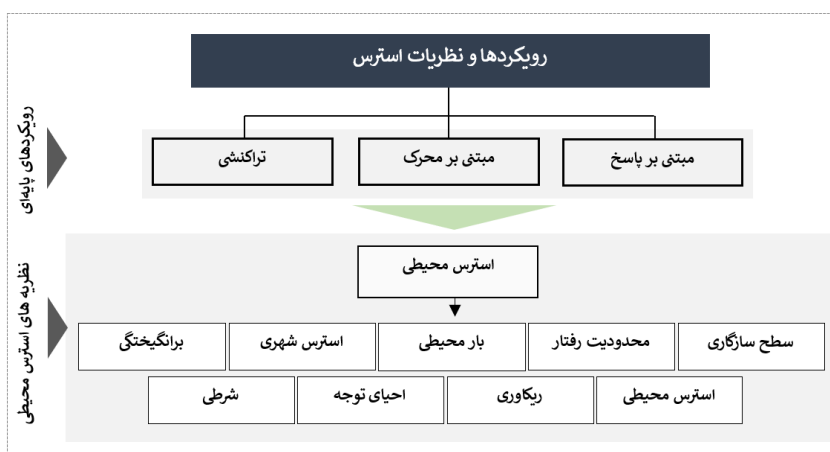 رویکردها و نظریات استرس
رویکردهای پایه‌ای
مبتنی بر پاسخ
مبتنی بر محرک
تراکنشی
نظریه های استرس محیطی
استرس محیطی
سطح سازگاری
محدودیت رفتار
بار محیطی
استرس شهری
برانگیختگی
استرس محیطی
ریکاوری
احیای توجه
شرطی